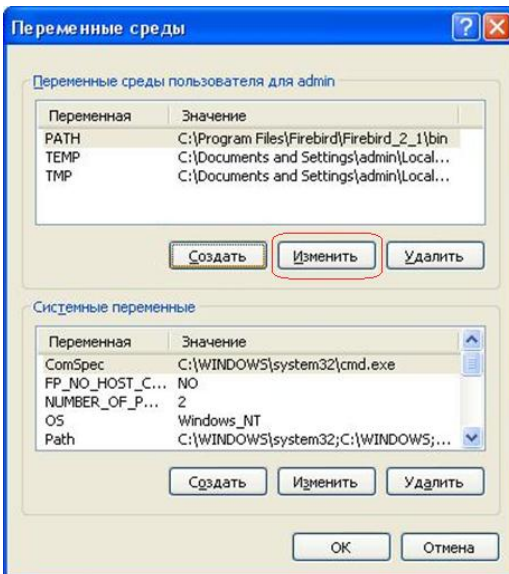 Переменные среды
Переменные среды пользователя для admin
Переменная Значение
PATH C:\Program Files\Firebird\Firebird_2_1\bin
TEMP C:\Documents and Settings\admin\Local...
TMP C:\Documents and Settings\admin\Local...
Создать Изменить Удалить
Системные переменные
Переменная Значение
ComSpec C:\WINDOWS\system32\cmd.exe
FP_NO_HOST_C... NO
NUMBER_OF_P... 2
OS Windows_NT
Path C:\WINDOWS\system32;C:\WINDOWS;...
Создать Изменить Удалить
ОК Отмена